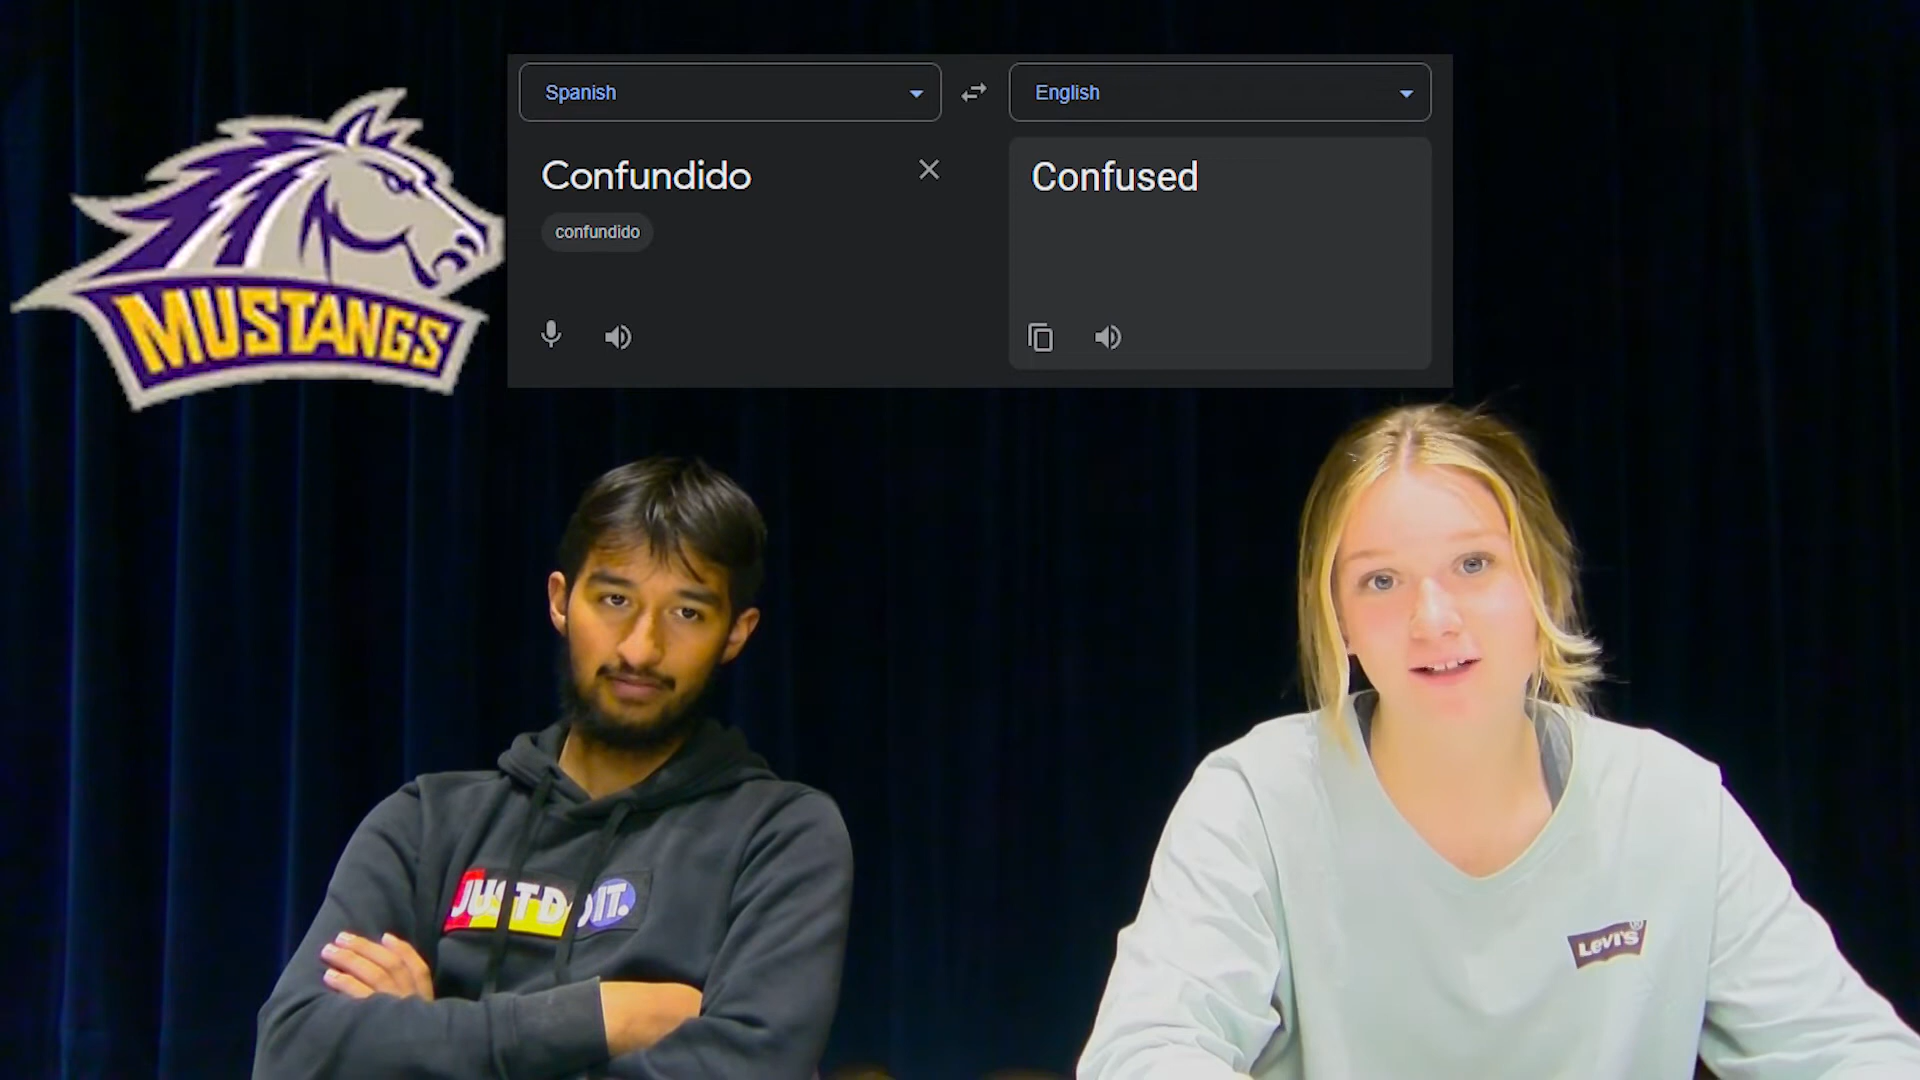 MUSTANGS
Spanish
English
Confundido
Confused
confundido
JUST DO IT.
LEVI'S®